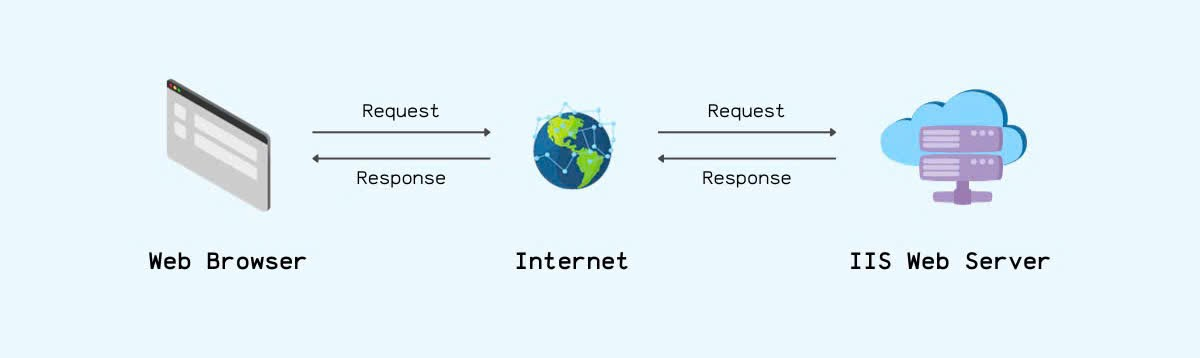 Request
Request
Response
Response
Web Browser
Internet
IIS Web Server